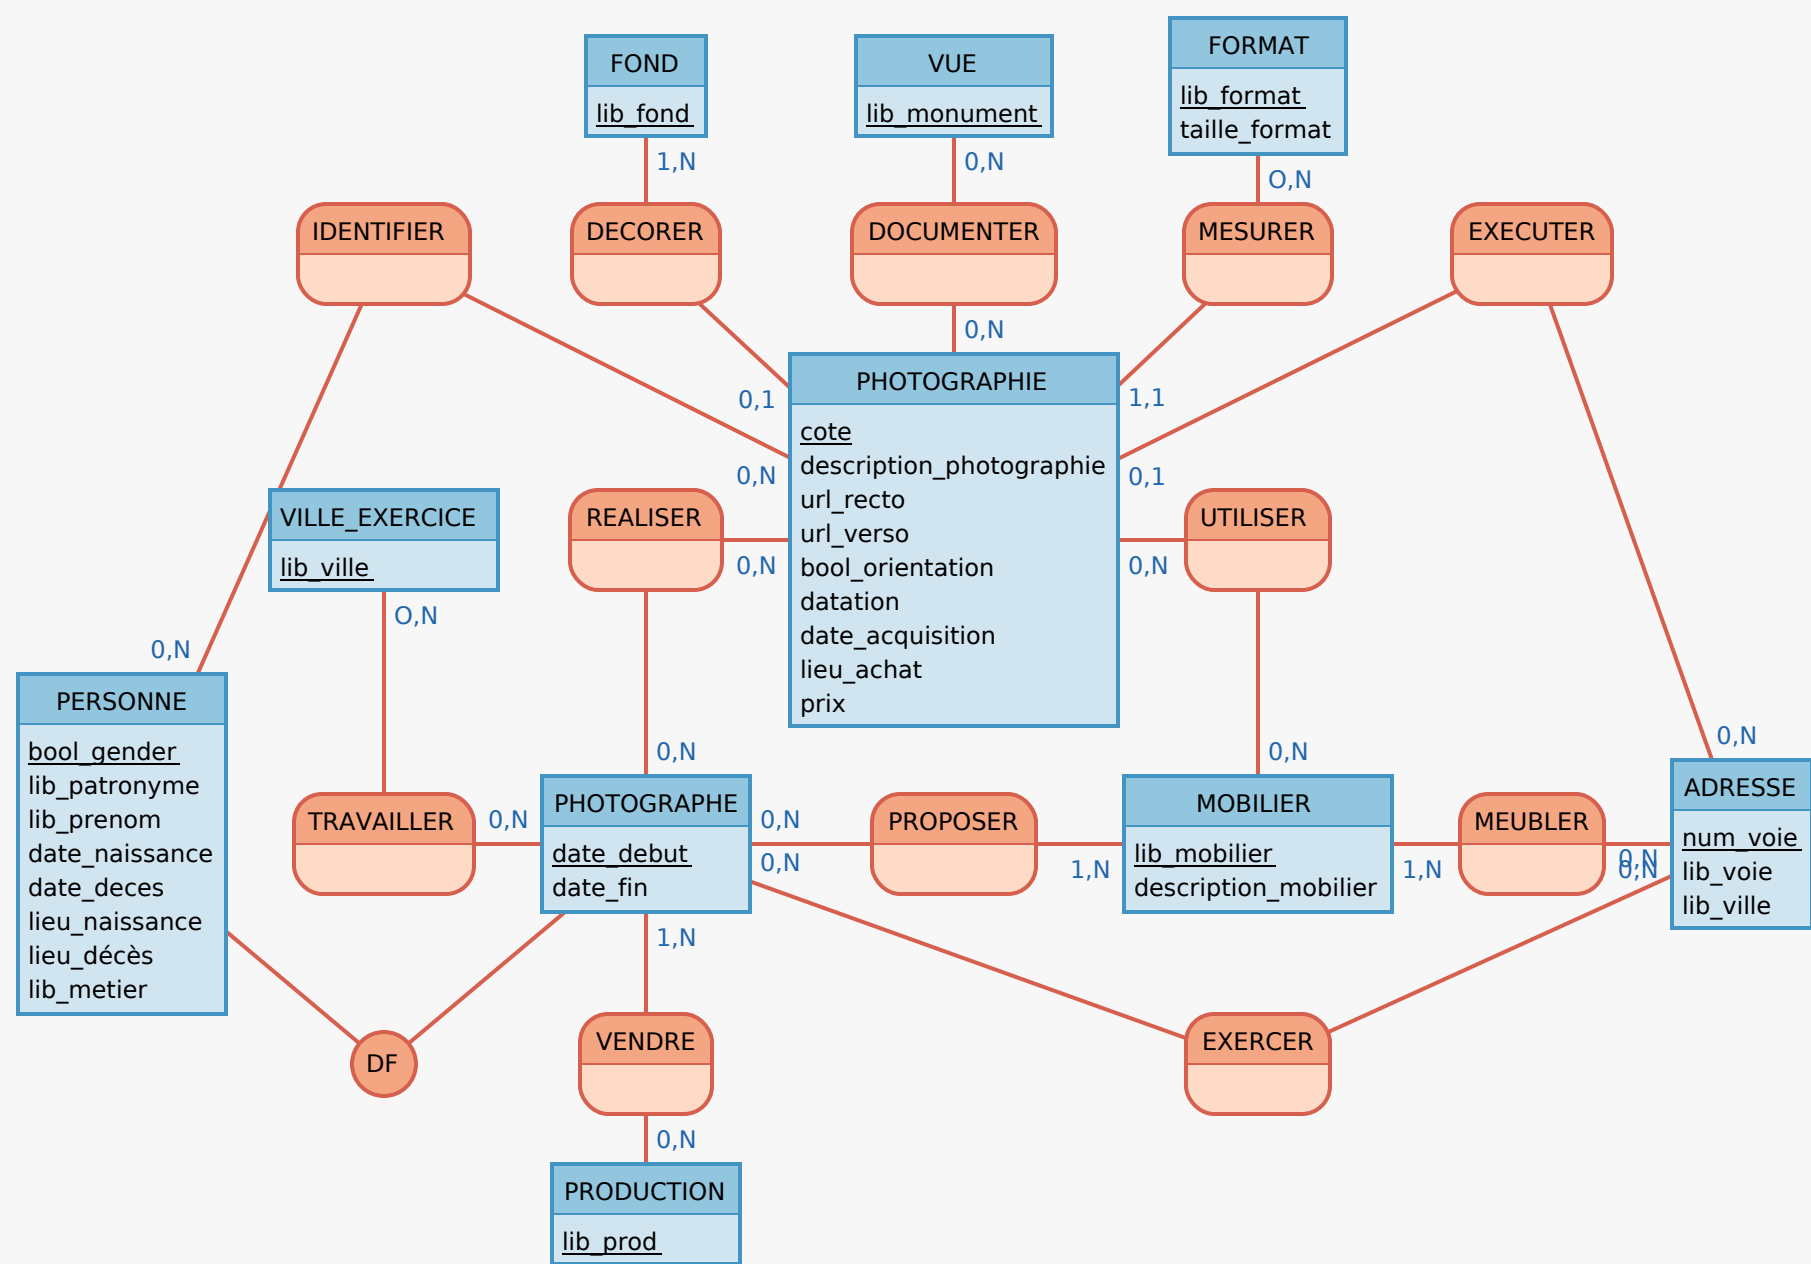 FOND
lib_fond
1,N
VUE
lib_monument
0,N
FORMAT
lib_format
taille_format
O,N
IDENTIFIER
DECORER
DOCUMENTER
MESURER
EXECUTER
0,N
PHOTOGRAPHIE
cote
description_photographie
url_recto
url_verso
bool_orientation
datation
date_acquisition
lieu_achat
prix
0,1
1,1
0,N
0,1
VILLE_EXERCICE
lib_ville
O,N
REALISER
0,N
UTILISER
0,N
0,N
PERSONNE
bool_gender
lib_patronyme
lib_prenom
date_naissance
date_deces
lieu_naissance
lieu_décès
lib_metier
0,N
0,N
0,N
TRAVAILLER
0,N
PHOTOGRAPHE
date_debut
date_fin
0,N
0,N
PROPOSER
1,N
MOBILIER
lib_mobilier
description_mobilier
1,N
MEUBLER
0,N
0,N
ADRESSE
num_voie
lib_voie
lib_ville
1,N
DF
VENDRE
EXERCER
0,N
PRODUCTION
lib_prod